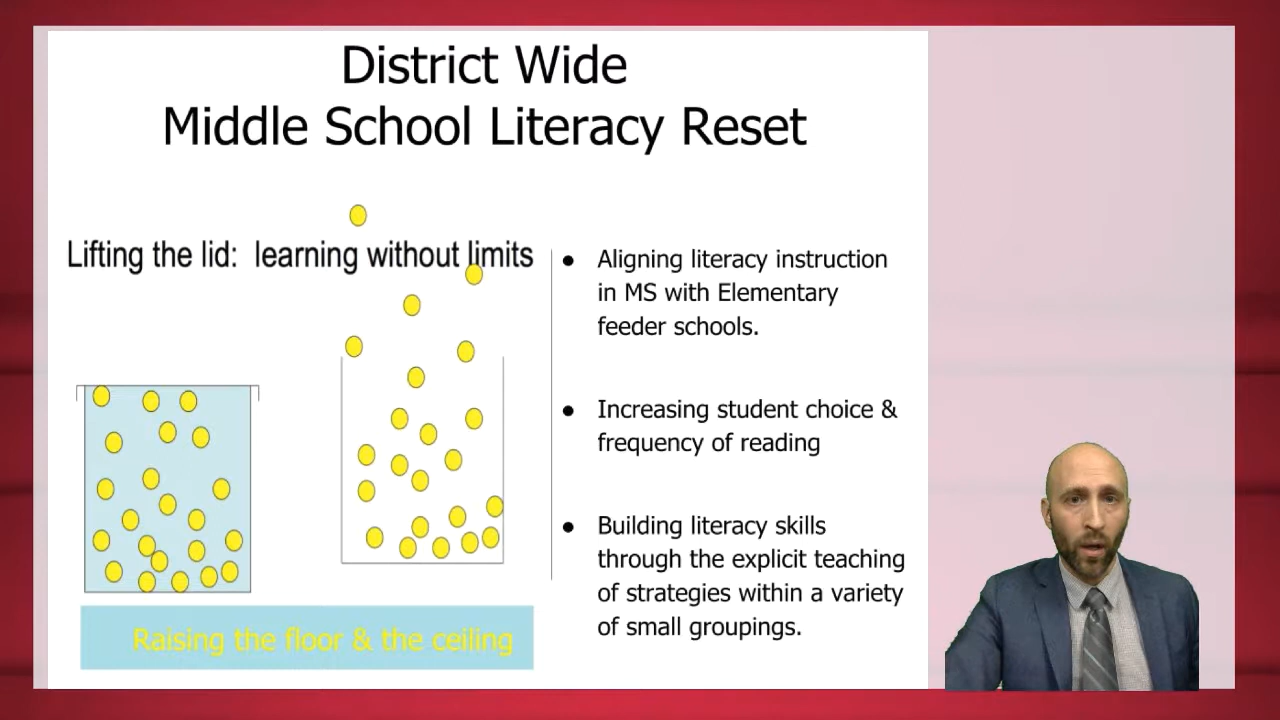 District Wide
Middle School Literacy Reset
Lifting the lid: learning without limits
Raising the floor & the ceiling
● Aligning literacy instruction
in MS with Elementary
feeder schools.
● Increasing student choice &
frequency of reading
● Building literacy skills
through the explicit teaching
of strategies within a variety
of small groupings.